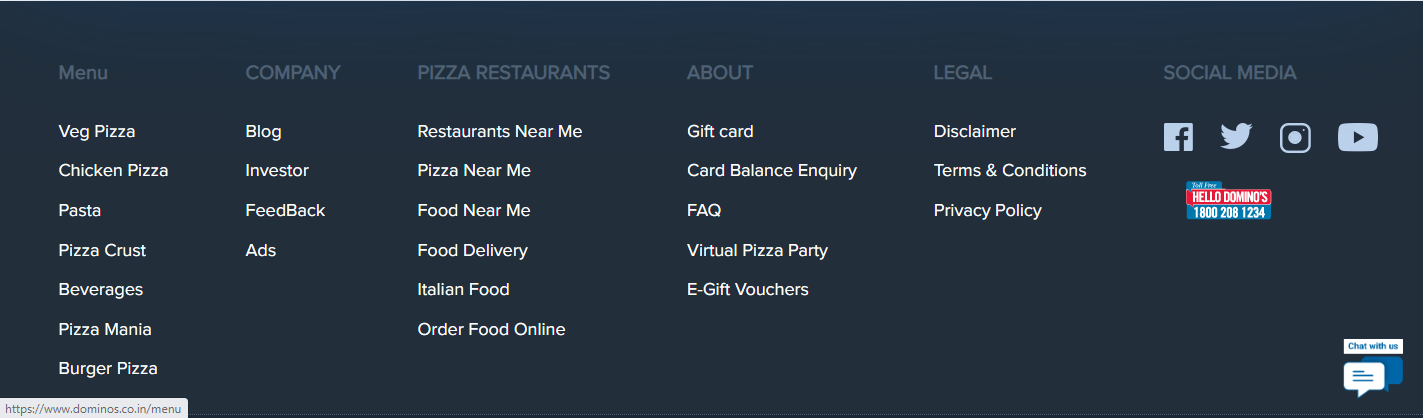 Menu
Veg Pizza
Chicken Pizza
Pasta
Pizza Crust
Beverages
Pizza Mania
Burger Pizza
COMPANY
Blog
Investor
FeedBack
Ads
PIZZA RESTAURANTS
Restaurants Near Me
Pizza Near Me
Food Near Me
Food Delivery
Italian Food
Order Food Online
ABOUT
Gift card
Card Balance Enquiry
FAQ
Virtual Pizza Party
E-Gift Vouchers
LEGAL
Disclaimer
Terms & Conditions
Privacy Policy
SOCIAL MEDIA
Toll Free
HELLO DOMINO'S
1800 208 1234
Chat with us
https://www.dominos.co.in/menu